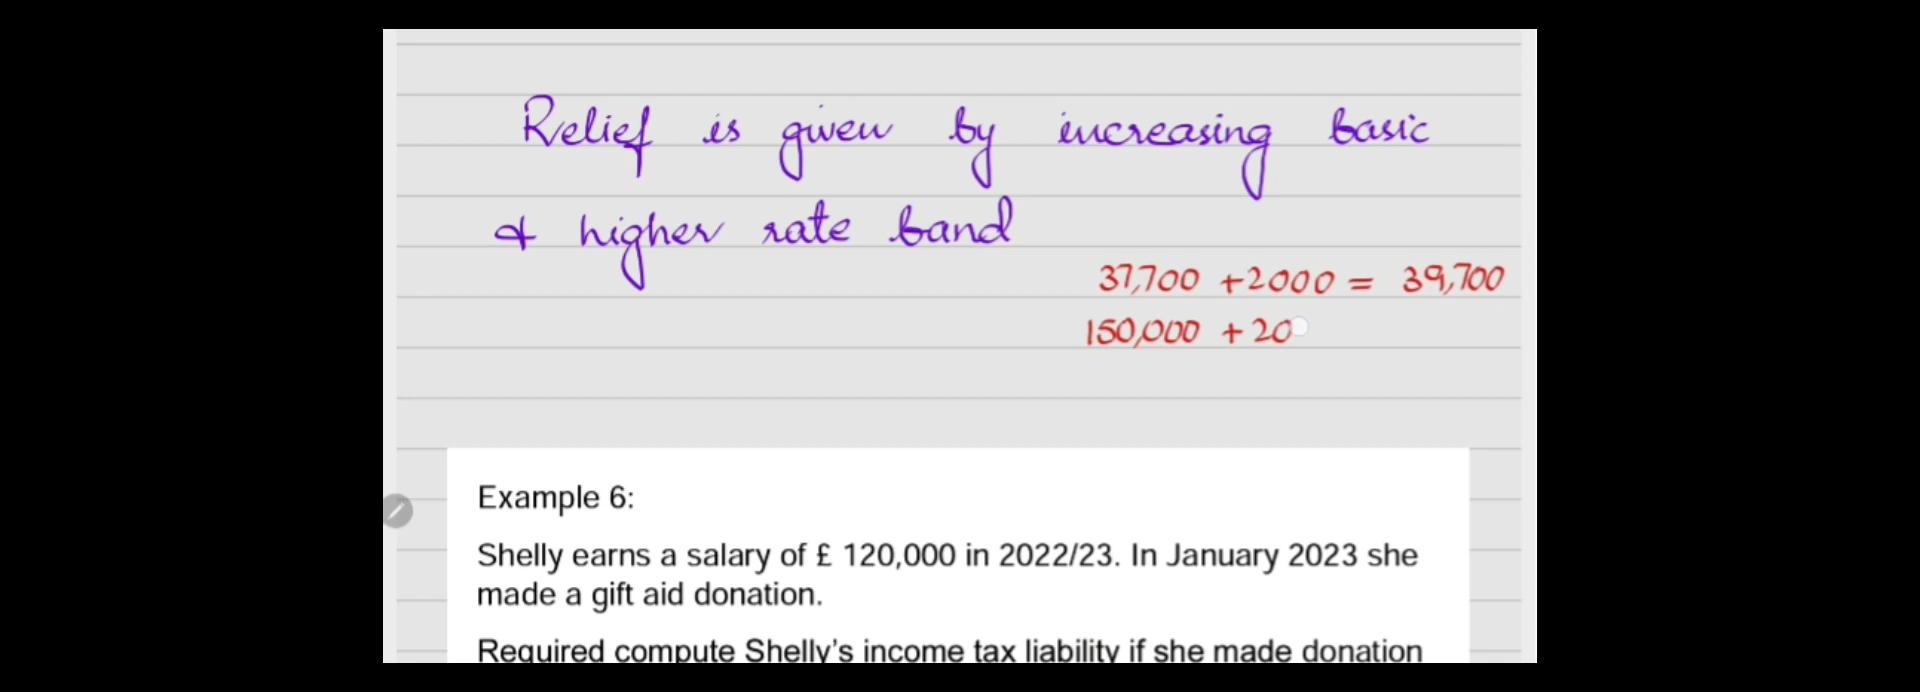 Relief is given by increasing basic
& higher rate band
37,700 +2000 = 39,700
150,000 +20
Example 6:
Shelly earns a salary of £ 120,000 in 2022/23. In January 2023 she
made a gift aid donation.
Required compute Shelly's income tax liability if she made donation